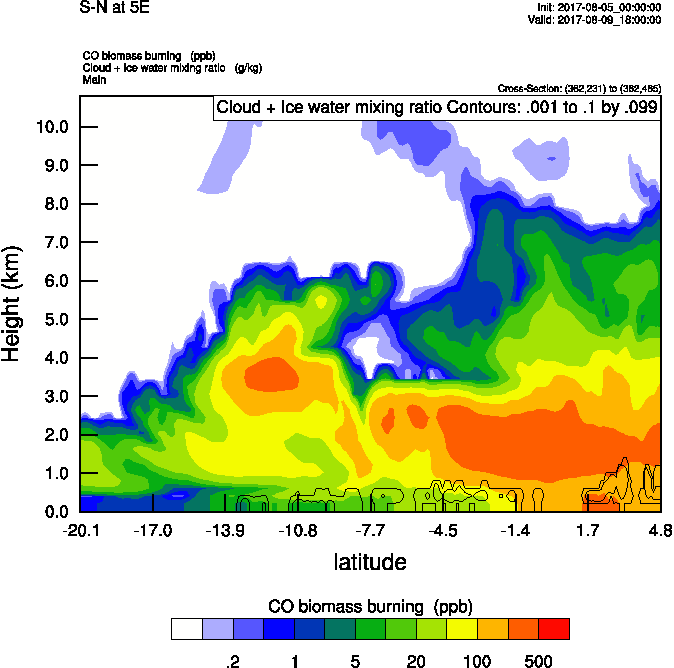 S-N at 5E
Init: 2017-08-05_00:00:00
Valid: 2017-08-09_18:00:00
CO biomass burning (ppb)
Cloud + Ice water mixing ratio (g/kg)
Main
Cross-Section: (362,231) to (362,485)
Cloud + Ice water mixing ratio Contours: .001 to .1 by .099
10.0
9.0
8.0
7.0
6.0
5.0
4.0
3.0
2.0
1.0
0.0
Height (km)
-20.1 -17.0 -13.9 -10.8 -7.7 -4.5 -1.4 1.7 4.8
latitude
CO biomass burning (ppb)
.2 1 5 20 100 500